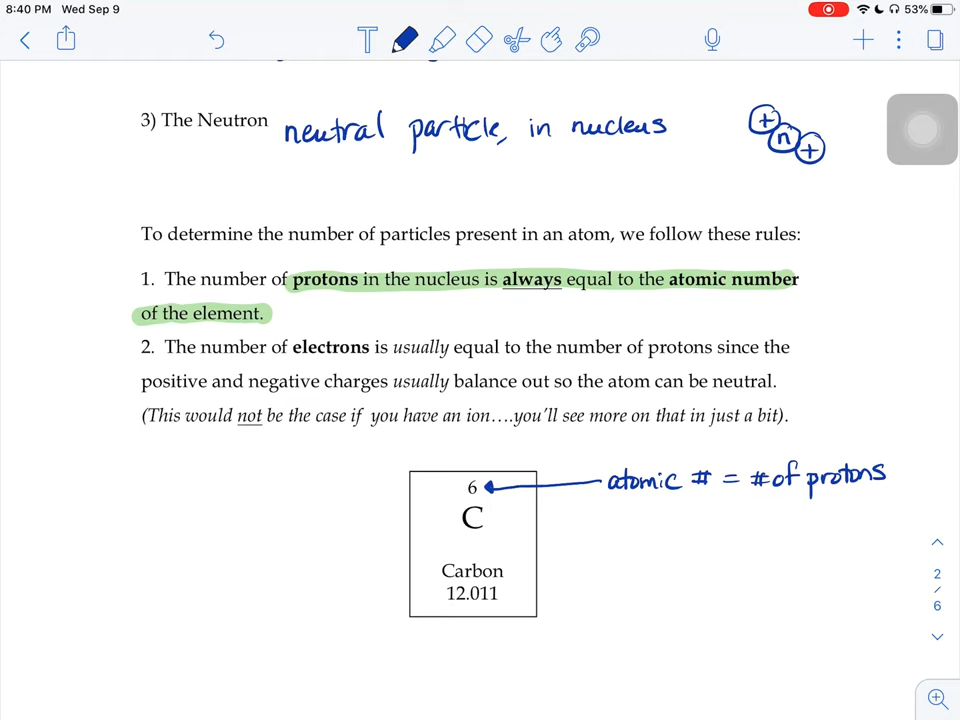 8:40 PM Wed Sep 9 53%
T
3) The Neutron neutral particle, in nucleus + n +
To determine the number of particles present in an atom, we follow these rules:
1. The number of protons in the nucleus is always equal to the atomic number
of the element.
2. The number of electrons is usually equal to the number of protons since the
positive and negative charges usually balance out so the atom can be neutral.
(This would not be the case if you have an ion….you'll see more on that in just a bit).
6 atomic # = # of protons
C
Carbon
12.011
2
/
6